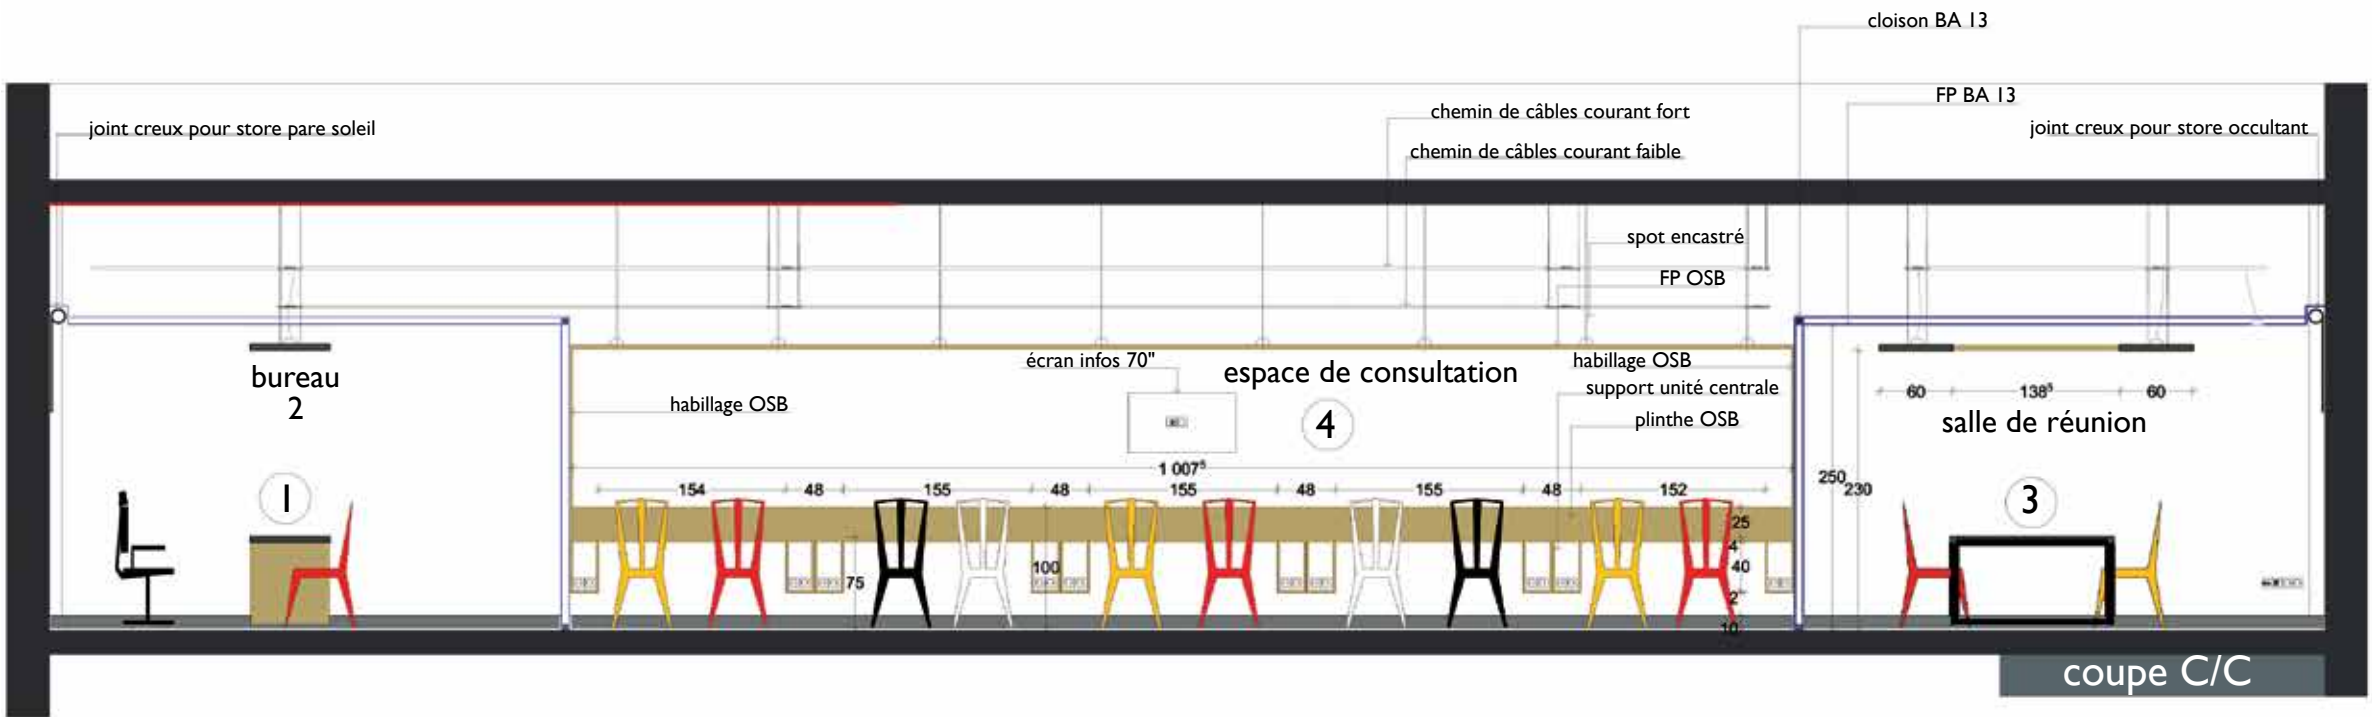 cloison BA 13
FP BA 13
chemin de câbles courant fort
joint creux pour store pare soleil
joint creux pour store occultant
chemin de câbles courant faible
spot encastré
FP OSB
écran infos 70"
habillage OSB
espace de consultation
bureau
2
support unité centrale
60
138⁵
60
habillage OSB
plinthe OSB
4
salle de réunion
1 007⁵
250
230
154
48
155
48
155
48
155
48
152
1
3
25
4
75
100
40
2
10
coupe C/C